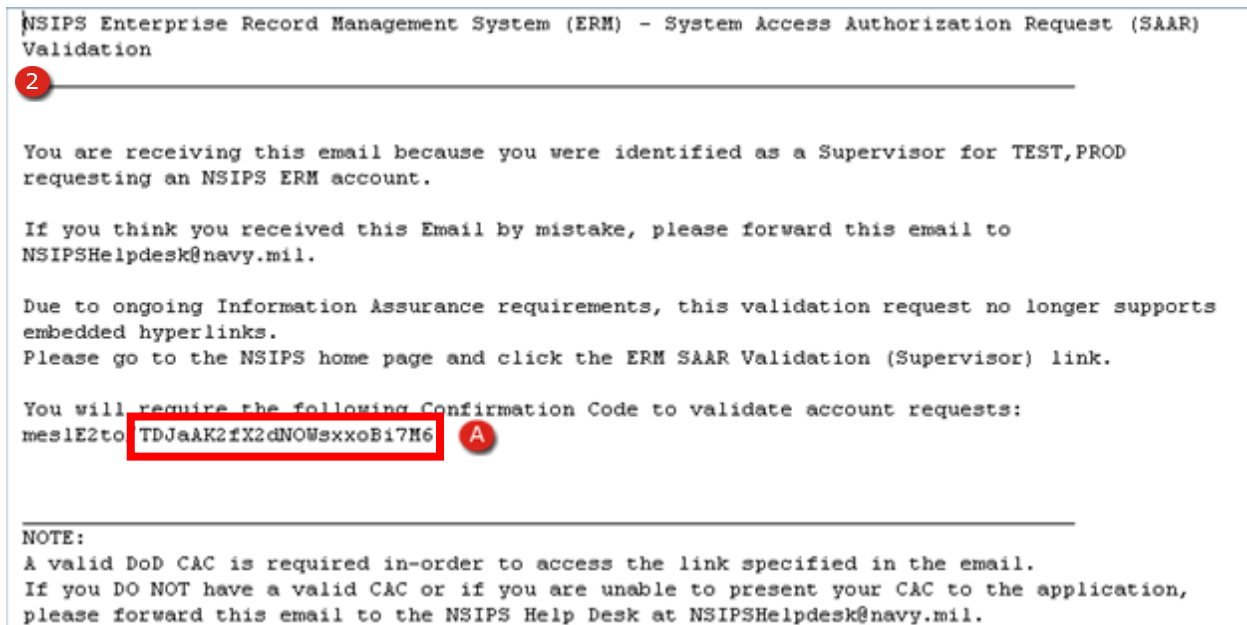 NSIPS Enterprise Record Management System (ERM) - System Access Authorization Request (SAAR)
Validation
2
You are receiving this email because you were identified as a Supervisor for TEST,PROD
requesting an NSIPS ERM account.
If you think you received this Email by mistake, please forward this email to
NSIPSHelpdesk@navy.mil.
Due to ongoing Information Assurance requirements, this validation request no longer supports
embedded hyperlinks.
Please go to the NSIPS home page and click the ERM SAAR Validation (Supervisor) link.
You will require the following Confirmation Code to validate account requests:
meslE2to/TDJaAK2fX2dNOWsxxoBi7M6 A
NOTE:
A valid DoD CAC is required in-order to access the link specified in the email.
If you DO NOT have a valid CAC or if you are unable to present your CAC to the application,
please forward this email to the NSIPS Help Desk at NSIPSHelpdesk@navy.mil.